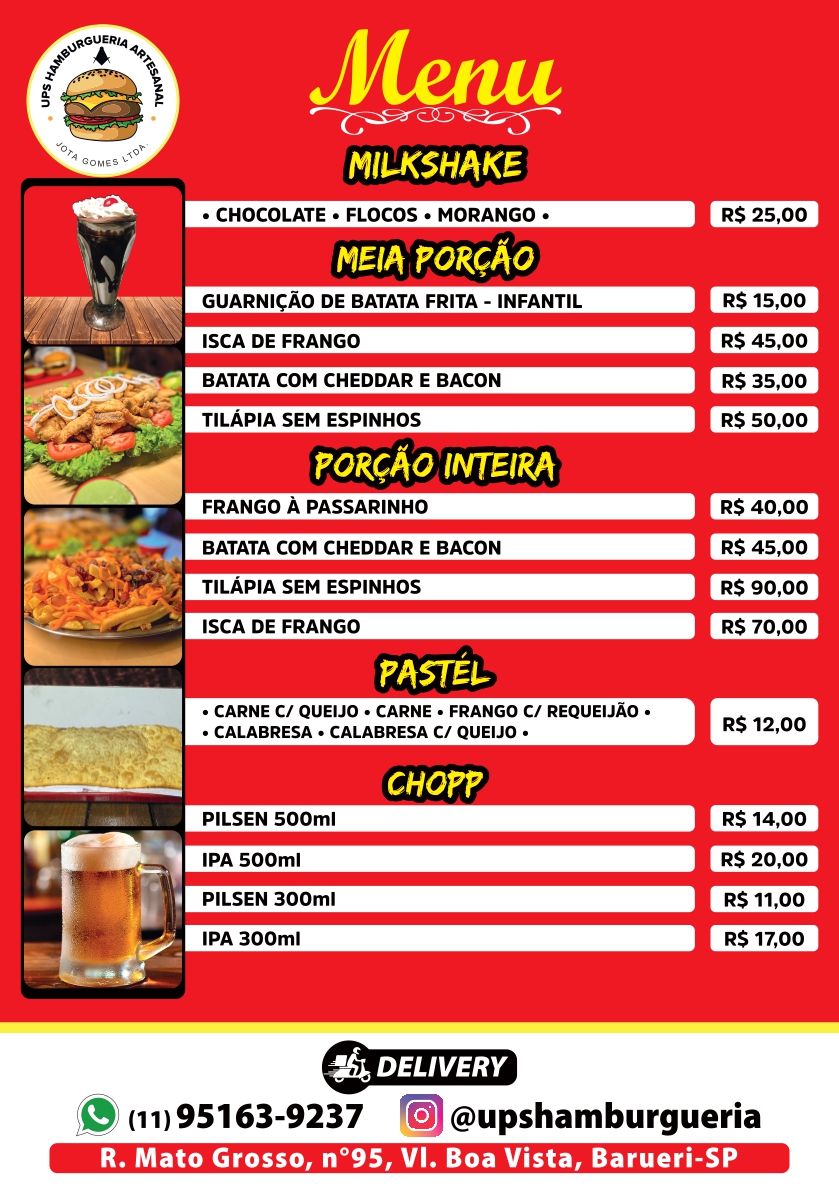 UPS HAMBURGUERIA ARTESANAL
JOTA GOMES LTDA.
Menu
MILKSHAKE
• CHOCOLATE • FLOCOS • MORANGO • R$ 25,00
MEIA PORÇÃO
GUARNIÇÃO DE BATATA FRITA - INFANTIL R$ 15,00
ISCA DE FRANGO R$ 45,00
BATATA COM CHEDDAR E BACON R$ 35,00
TILÁPIA SEM ESPINHOS R$ 50,00
PORÇÃO INTEIRA
FRANGO À PASSARINHO R$ 40,00
BATATA COM CHEDDAR E BACON R$ 45,00
TILÁPIA SEM ESPINHOS R$ 90,00
ISCA DE FRANGO R$ 70,00
PASTÉL
• CARNE C/ QUEIJO • CARNE • FRANGO C/ REQUEIJÃO •
• CALABRESA • CALABRESA C/ QUEIJO • R$ 12,00
CHOPP
PILSEN 500ml R$ 14,00
IPA 500ml R$ 20,00
PILSEN 300ml R$ 11,00
IPA 300ml R$ 17,00
DELIVERY
(11) 95163-9237 @upshamburgueria
R. Mato Grosso, n°95, Vl. Boa Vista, Barueri-SP